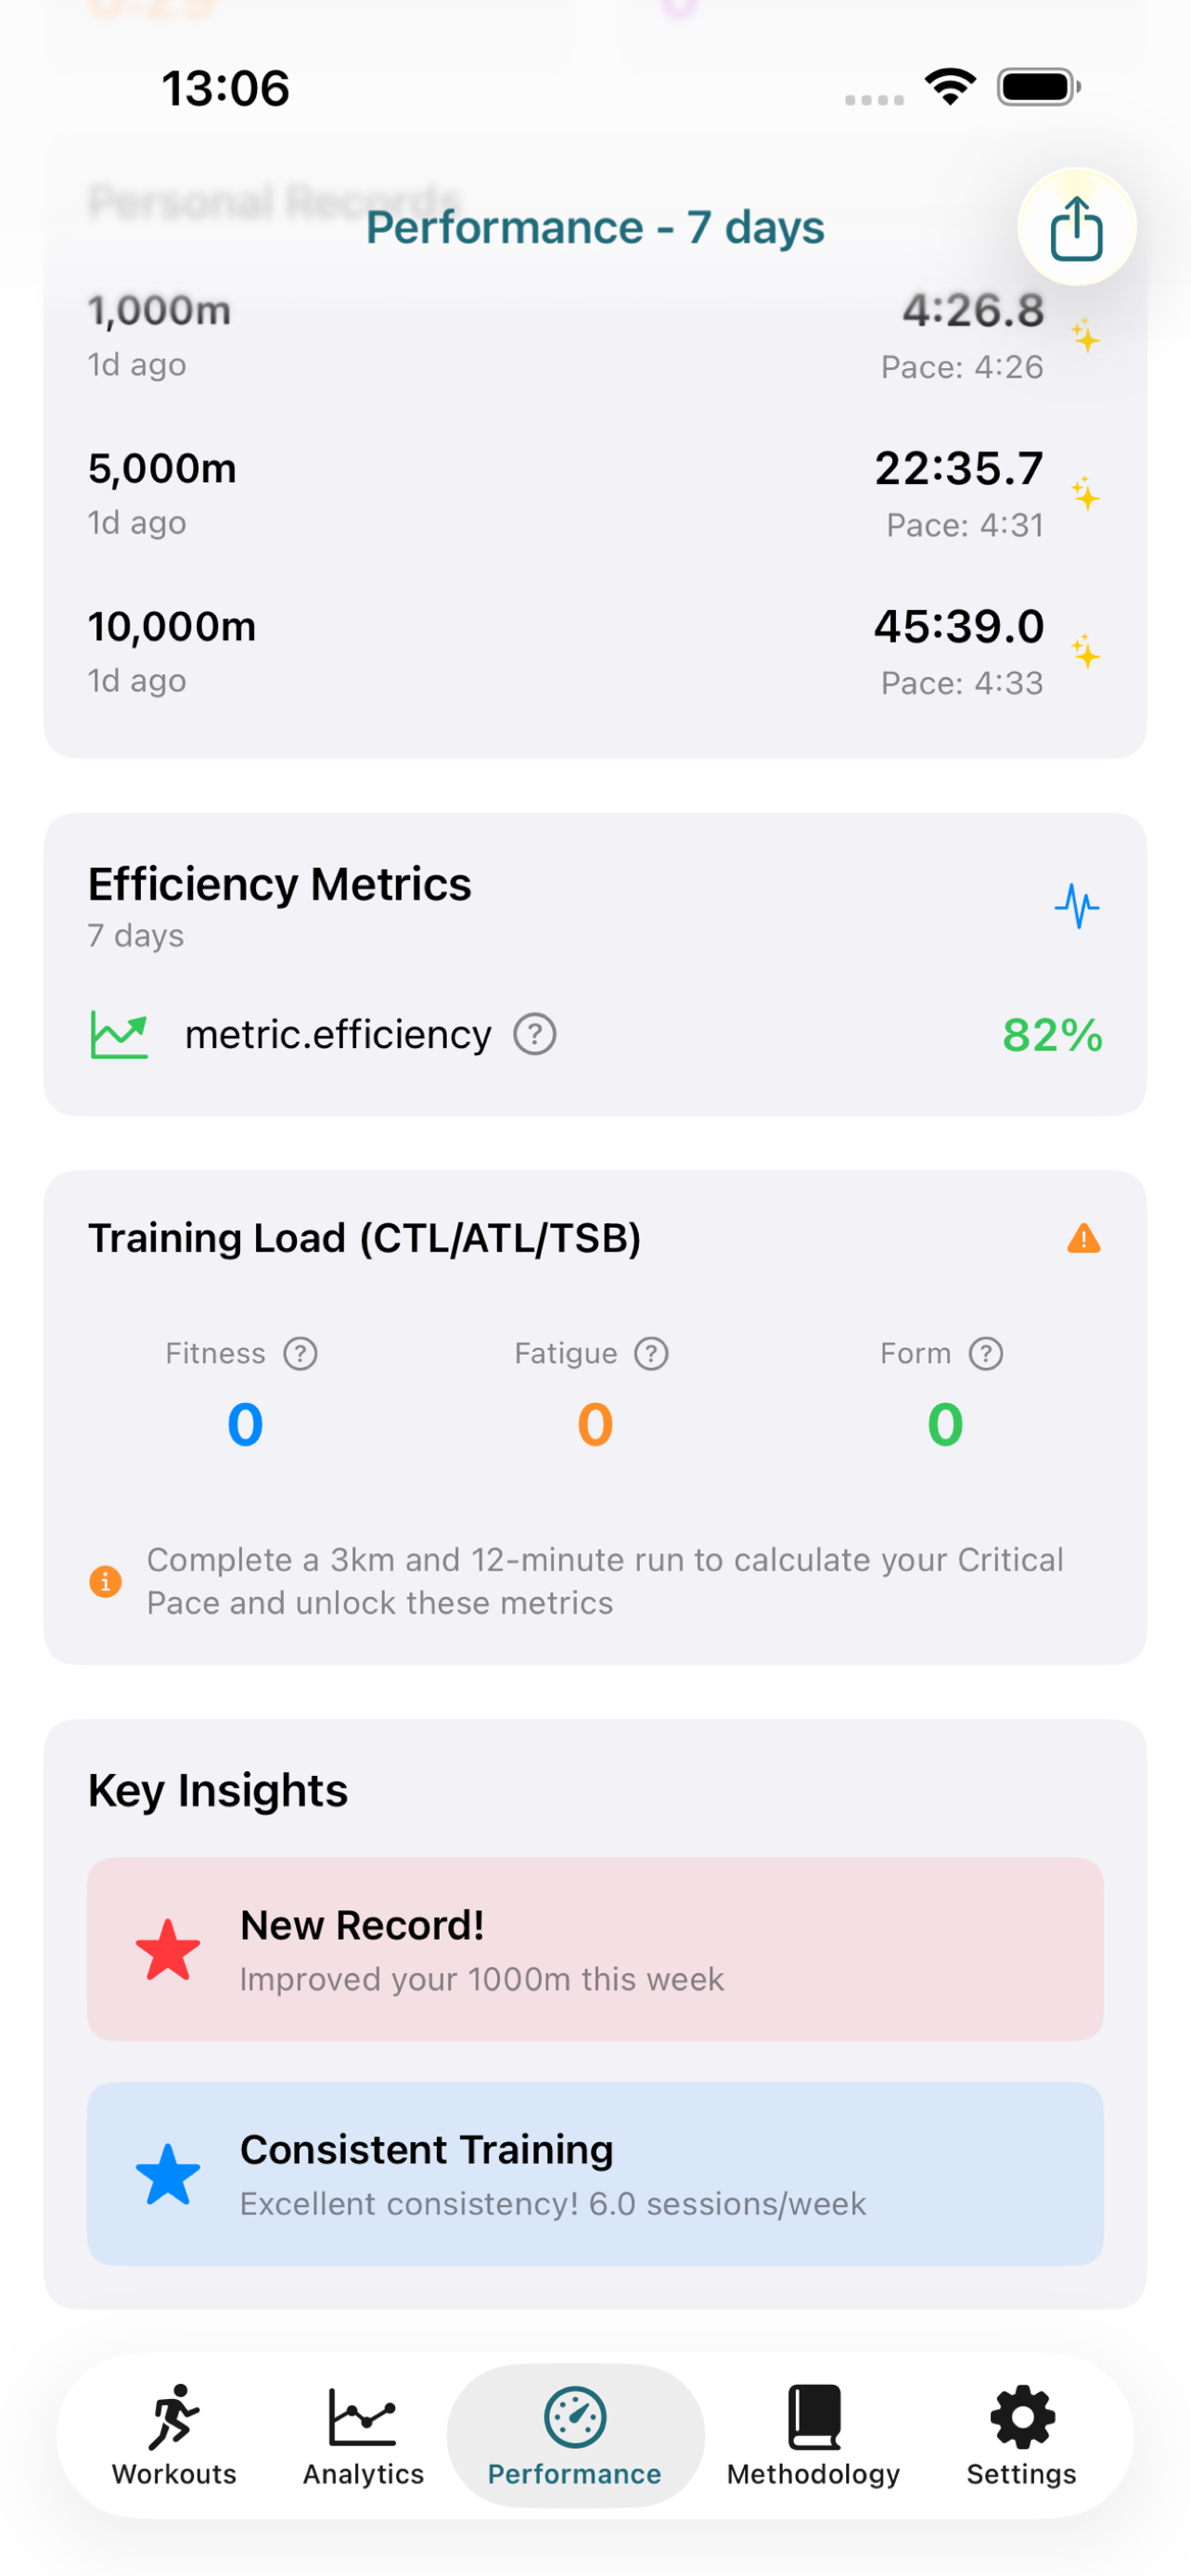 13:06
Personal Records
Performance - 7 days
1,000m
4:26.8
1d ago
Pace: 4:26
5,000m
22:35.7
1d ago
Pace: 4:31
10,000m
45:39.0
1d ago
Pace: 4:33
Efficiency Metrics
7 days
metric.efficiency
82%
Training Load (CTL/ATL/TSB)
Fitness
Fatigue
Form
0
0
0
Complete a 3km and 12-minute run to calculate your Critical
Pace and unlock these metrics
Key Insights
New Record!
Improved your 1000m this week
Consistent Training
Excellent consistency! 6.0 sessions/week
Workouts
Analytics
Performance
Methodology
Settings